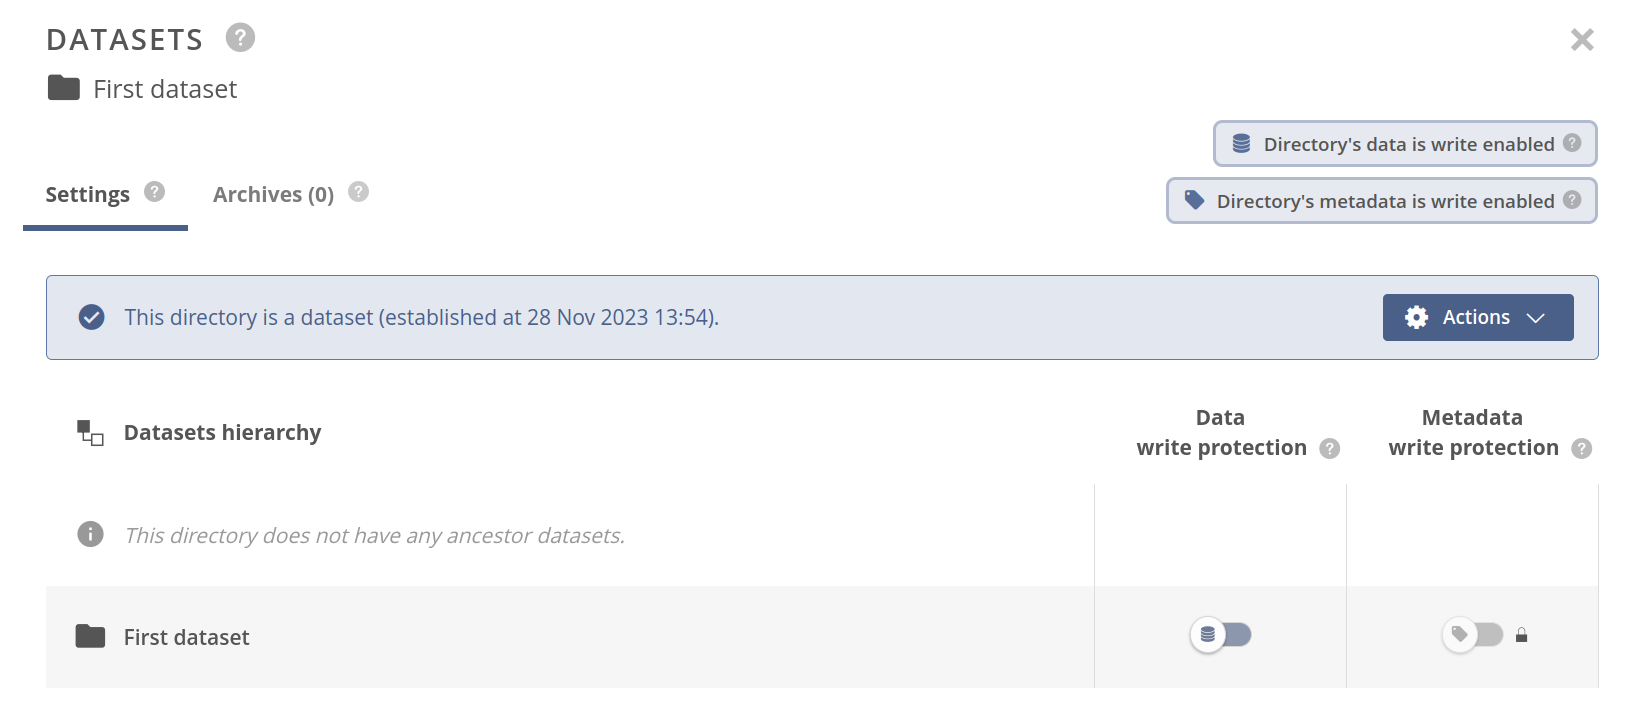 DATASETS ?
First dataset
Directory's data is write enabled ?
Directory's metadata is write enabled ?
Settings ?
Archives (0) ?
This directory is a dataset (established at 28 Nov 2023 13:54).
Actions
Datasets hierarchy
Data
write protection ?
Metadata
write protection ?
This directory does not have any ancestor datasets.
First dataset